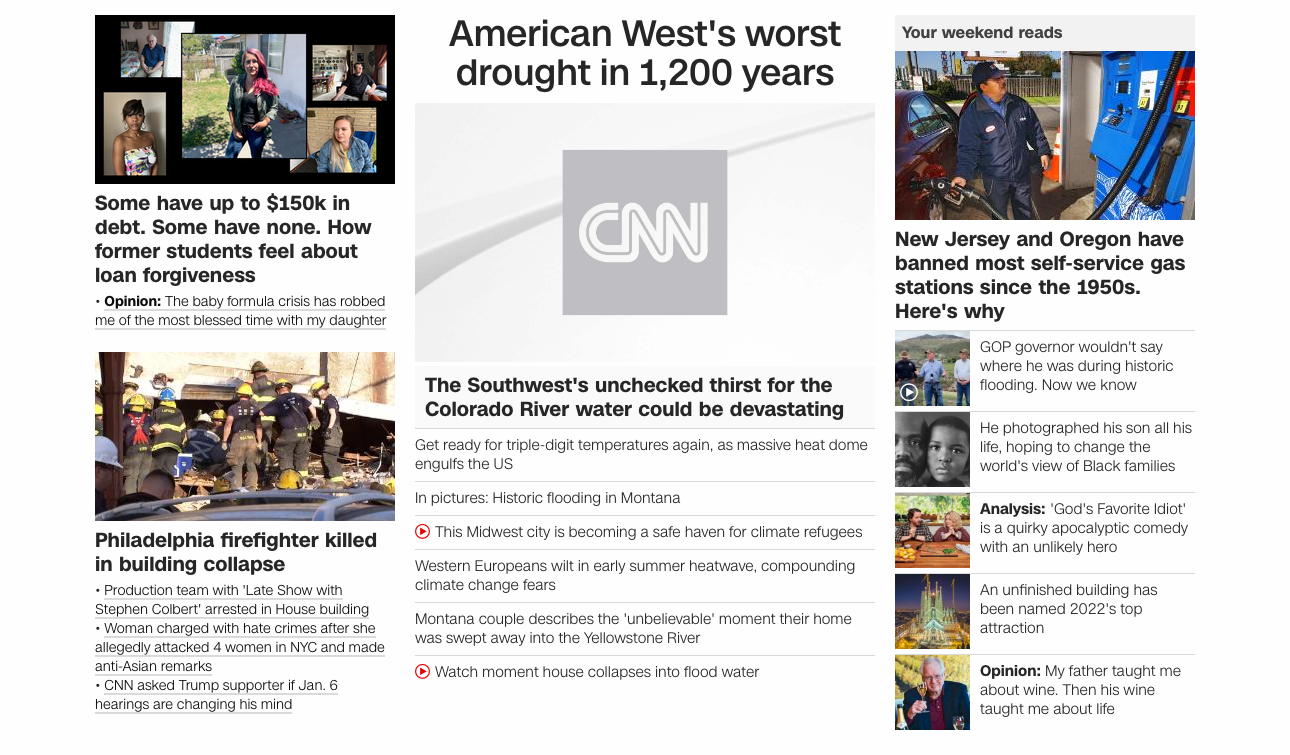 Some have up to $150k in
debt. Some have none. How
former students feel about
loan forgiveness
• Opinion: The baby formula crisis has robbed
me of the most blessed time with my daughter
Philadelphia firefighter killed
in building collapse
• Production team with 'Late Show with
Stephen Colbert' arrested in House building
• Woman charged with hate crimes after she
allegedly attacked 4 women in NYC and made
anti-Asian remarks
• CNN asked Trump supporter if Jan. 6
hearings are changing his mind
American West's worst
drought in 1,200 years
CNN
The Southwest's unchecked thirst for the
Colorado River water could be devastating
Get ready for triple-digit temperatures again, as massive heat dome
engulfs the US
In pictures: Historic flooding in Montana
This Midwest city is becoming a safe haven for climate refugees
Western Europeans wilt in early summer heatwave, compounding
climate change fears
Montana couple describes the 'unbelievable' moment their home
was swept away into the Yellowstone River
Watch moment house collapses into flood water
Your weekend reads
New Jersey and Oregon have
banned most self-service gas
stations since the 1950s.
Here's why
GOP governor wouldn't say
where he was during historic
flooding. Now we know
He photographed his son all his
life, hoping to change the
world's view of Black families
Analysis: 'God's Favorite Idiot'
is a quirky apocalyptic comedy
with an unlikely hero
An unfinished building has
been named 2022's top
attraction
Opinion: My father taught me
about wine. Then his wine
taught me about life